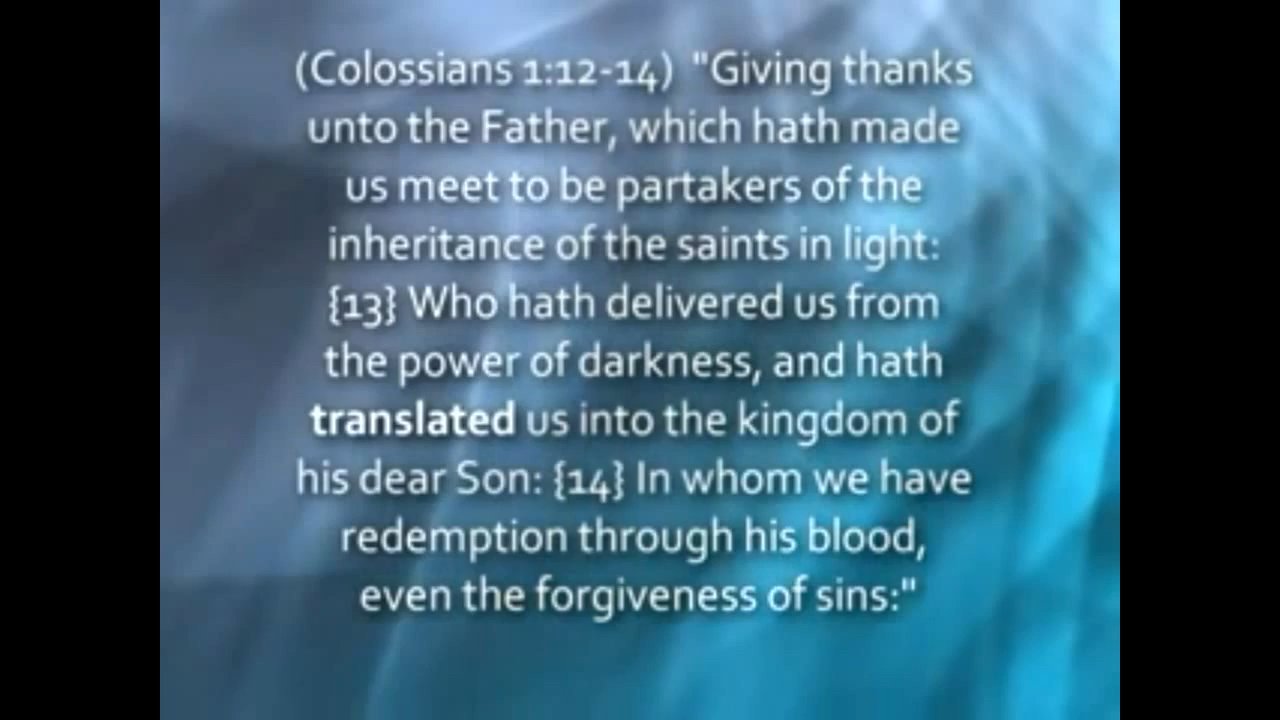 (Colossians 1:12-14)  "Giving thanks
unto the Father, which hath made
us meet to be partakers of the
inheritance of the saints in light:
{13} Who hath delivered us from
the power of darkness, and hath
translated us into the kingdom of
his dear Son: {14} In whom we have
redemption through his blood,
even the forgiveness of sins:"